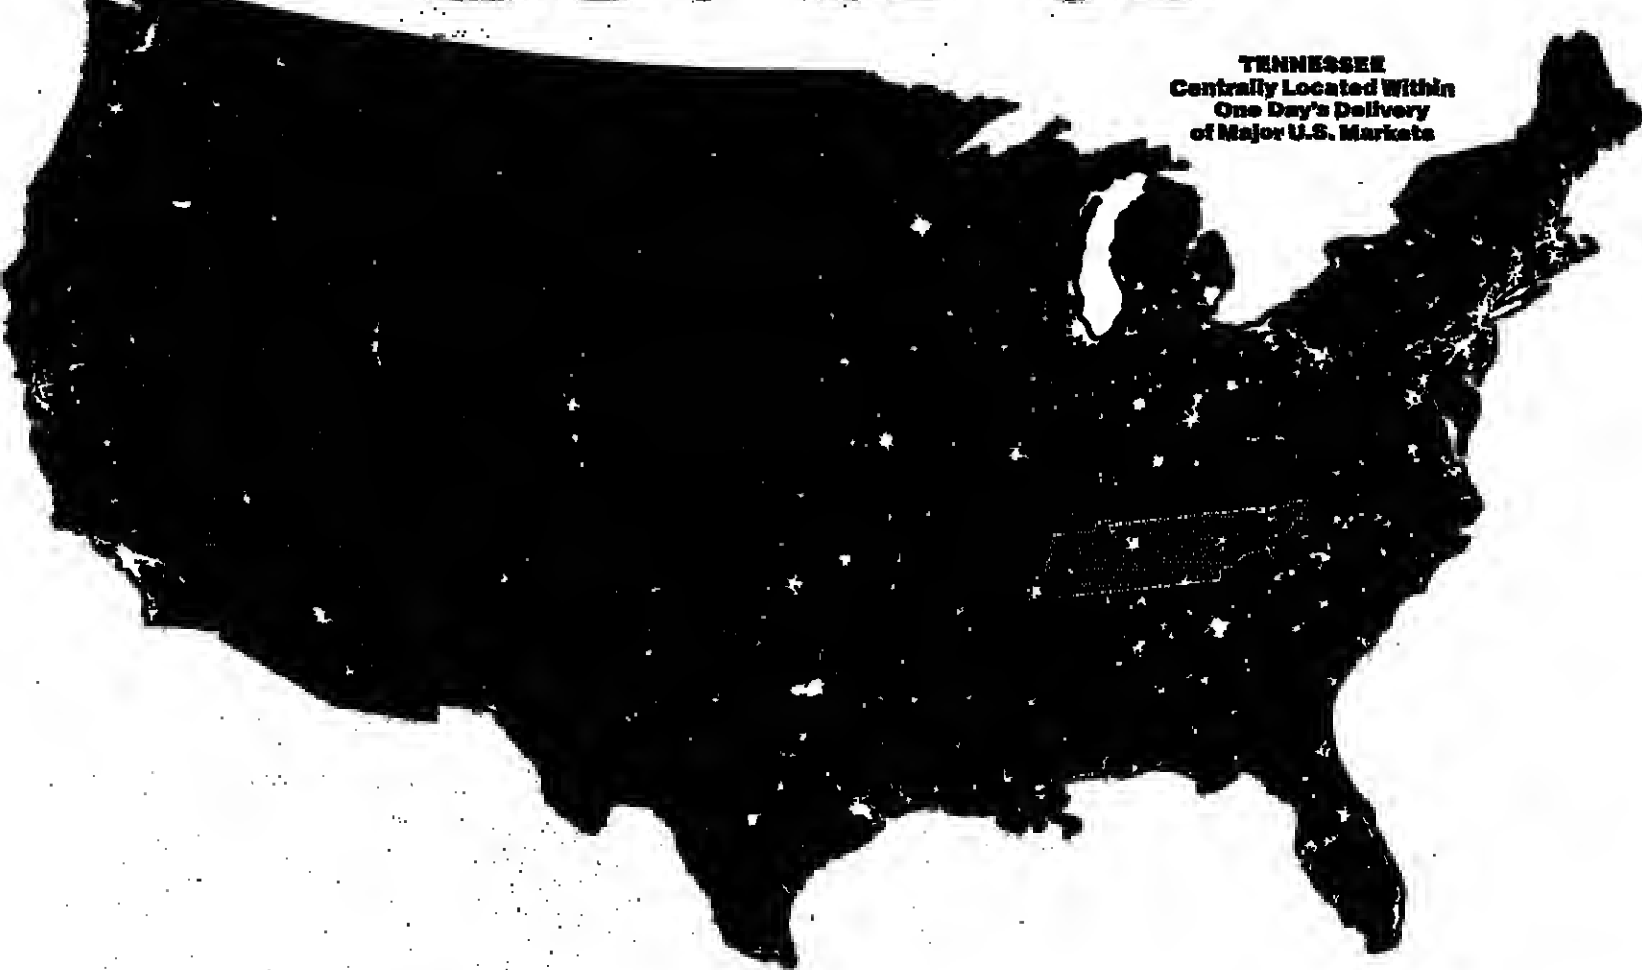 TENNESSEE
Centrally Located Within
One Day's Delivery
of Major U.S. Markets